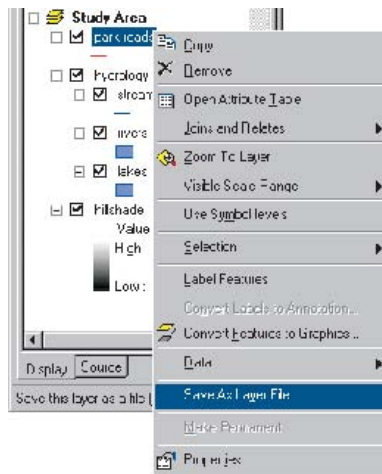 Study Area
park roads
hydrology
stream
rivers
lakes
hillshade
Value
High
Low :
Display Source
Save this layer as a file
Copy
Remove
Open Attribute Table
Joins and Relates
Zoom To Layer
Visible Scale Range
Use Symbol levels
Selection
Label Features
Convert Labels to Annotation...
Convert Features to Graphics...
Data
Save As Layer File
Make Permanent
Properties